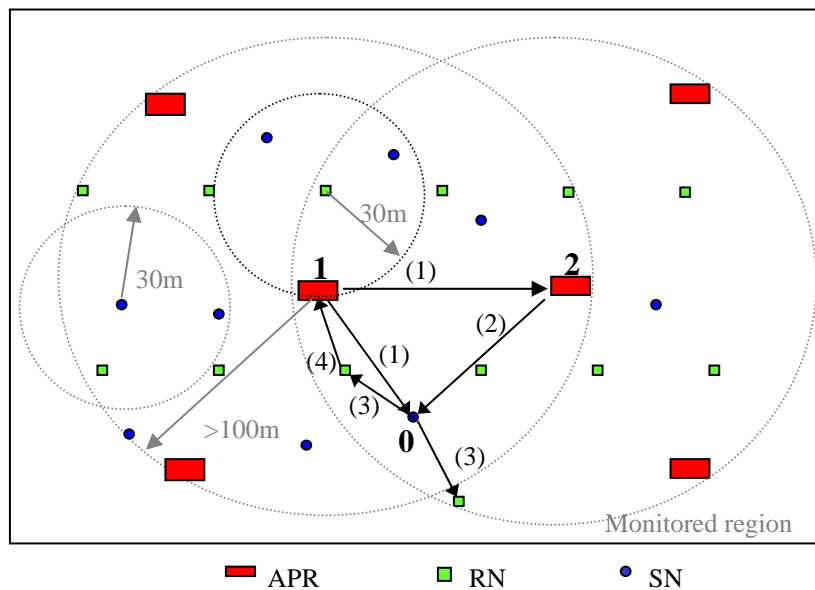 30m
1
2
(1)
30m
(2)
(1)
(4)
(3)
>100m
0
(3)
Monitored region
APR
RN
SN